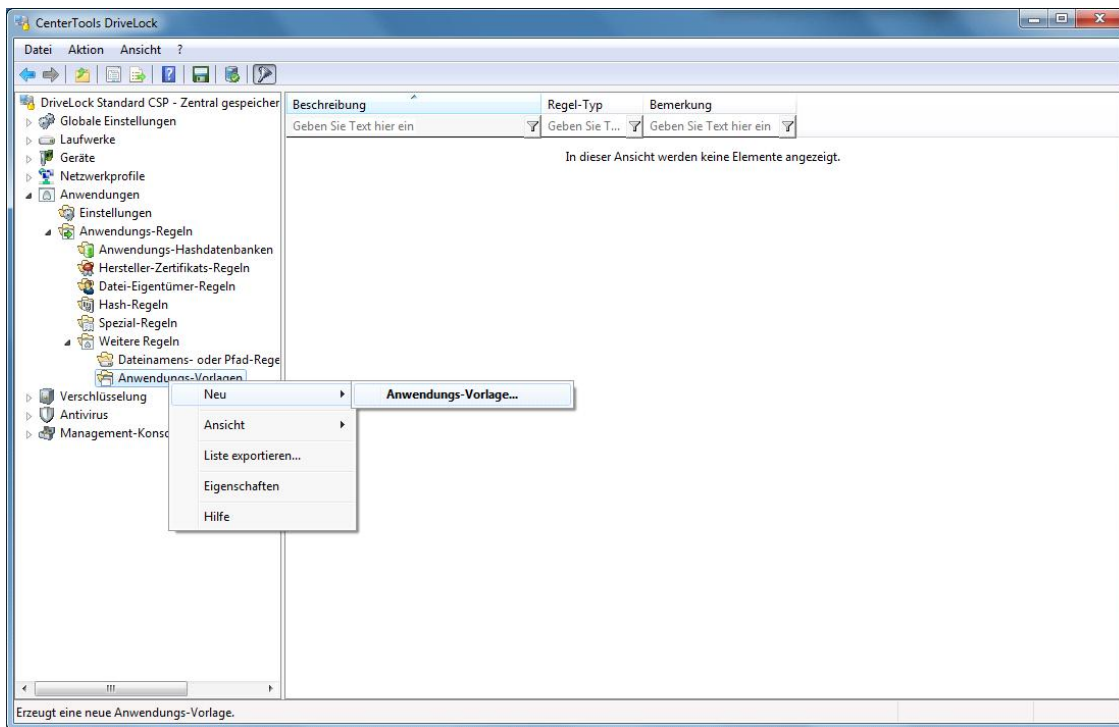 CenterTools DriveLock
Datei Aktion Ansicht ?
DriveLock Standard CSP - Zentral gespeicher
Globale Einstellungen
Laufwerke
Geräte
Netzwerkprofile
Anwendungen
Einstellungen
Anwendungs-Regeln
Anwendungs-Hashdatenbanken
Hersteller-Zertifikats-Regeln
Datei-Eigentümer-Regeln
Hash-Regeln
Spezial-Regeln
Weitere Regeln
Dateinamens- oder Pfad-Rege
Anwendungs-Vorlagen
Verschlüsselung
Antivirus
Management-Konsc
Neu
Ansicht
Liste exportieren...
Eigenschaften
Hilfe
Anwendungs-Vorlage...
Beschreibung Regel-Typ Bemerkung
Geben Sie Text hier ein Geben Sie T... Geben Sie Text hier ein
In dieser Ansicht werden keine Elemente angezeigt.
Erzeugt eine neue Anwendungs-Vorlage.